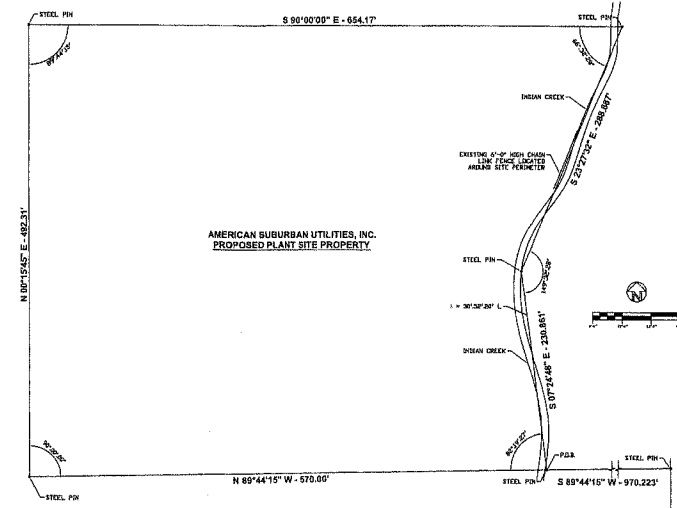 STEEL PIN
STEEL PIN
S 90°00'00" E - 654.17'
INDIAN CREEK
S 23°27'32" E - 288.887'
EXISTING 6'-0" HIGH CHAIN
LINK FENCE LOCATED
AROUND SITE PERIMETER
N 00°15'45" E - 492.31'
AMERICAN SUBURBAN UTILITIES, INC.
PROPOSED PLANT SITE PROPERTY
STEEL PIN
N
S 07°24'48" E - 230.861'
INDIAN CREEK
90°00'00"
P.O.B.
STEEL PIN
STEEL PIN
N 89°44'15" W - 570.00'
STEEL PIN
S 89°44'15" W - 970.223'